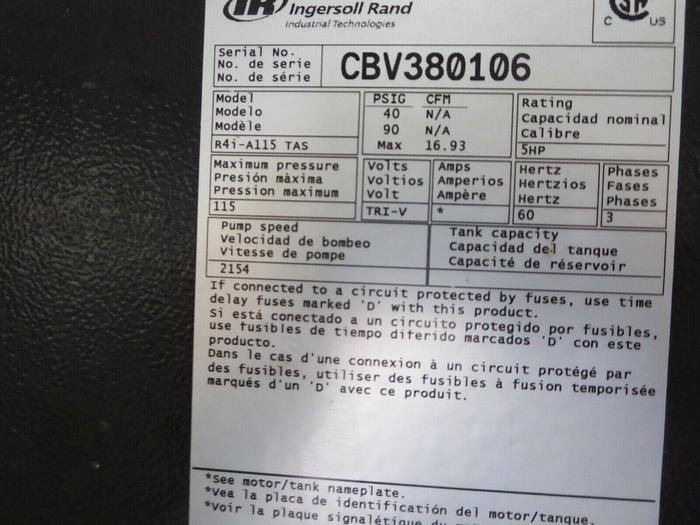 IR Ingersoll Rand
Industrial Technologies
C US
Serial No.
No. de serie
No. de série
CBV380106
Model
Modelo
Modèle
R4i-A115 TAS
PSIG CFM
40 N/A
90 N/A
Max 16.93
Rating
Capacidad nominal
Calibre
5HP
Maximum pressure
Presión màxima
Pression maximum
115
Volts
Voltios
Volt
TRI-V
Amps
Amperios
Ampère
*
Hertz
Hertzios
Hertz
60
Phases
Fases
Phases
3
Pump speed
Velocidad de bombeo
Vitesse de pompe
2154
Tank capacity
Capacidad del tanque
Capacité de réservoir
If connected to a circuit protected by fuses, use time
delay fuses marked 'D' with this product.
Si está conectado a un circuito protegido por fusibles,
use fusibles de tiempo diferido marcados 'D' con este
producto.
Dans le cas d'une connexion à un circuit protégé par
des fusibles, utiliser des fusibles à fusion temporisée
marqués d'un 'D' avec ce produit.
*See motor/tank nameplate.
*Vea la placa de identificación del motor/tanque.
*Voir la plaque signalétique du